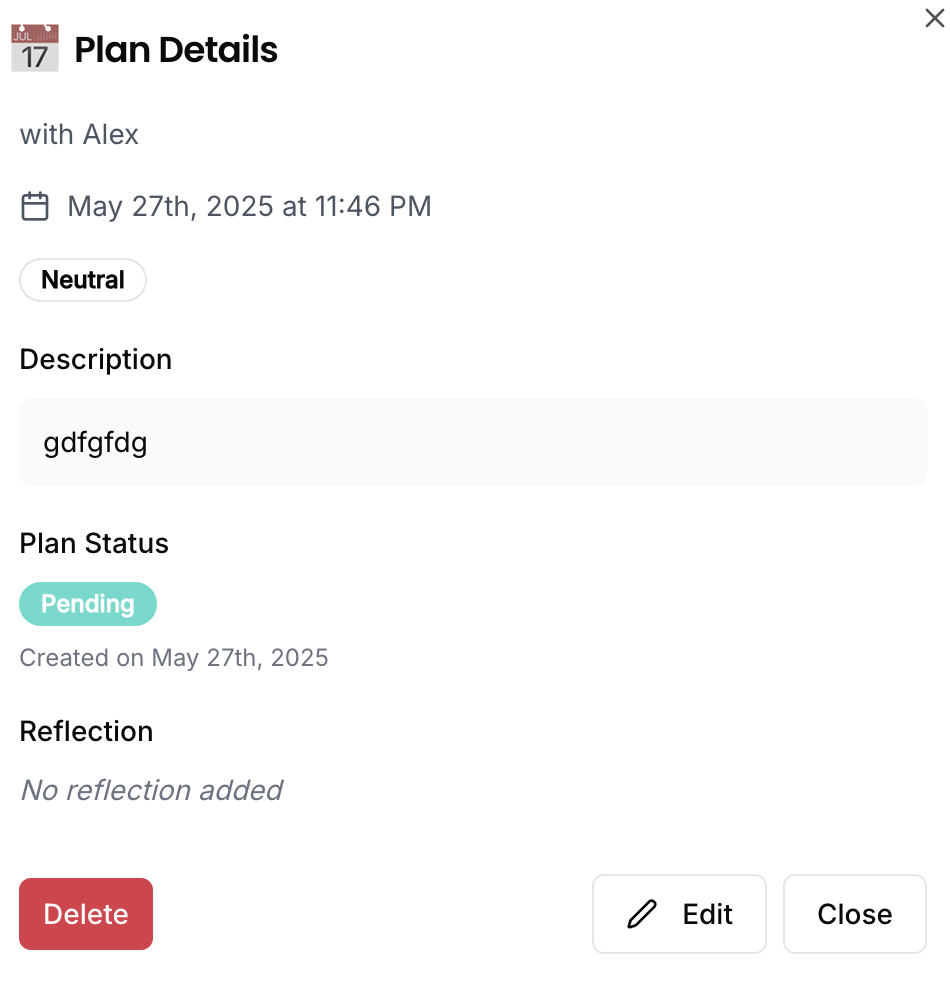 JUL
17
Plan Details
with Alex
May 27th, 2025 at 11:46 PM
Neutral
Description
gdfgfdg
Plan Status
Pending
Created on May 27th, 2025
Reflection
No reflection added
Delete
Edit
Close